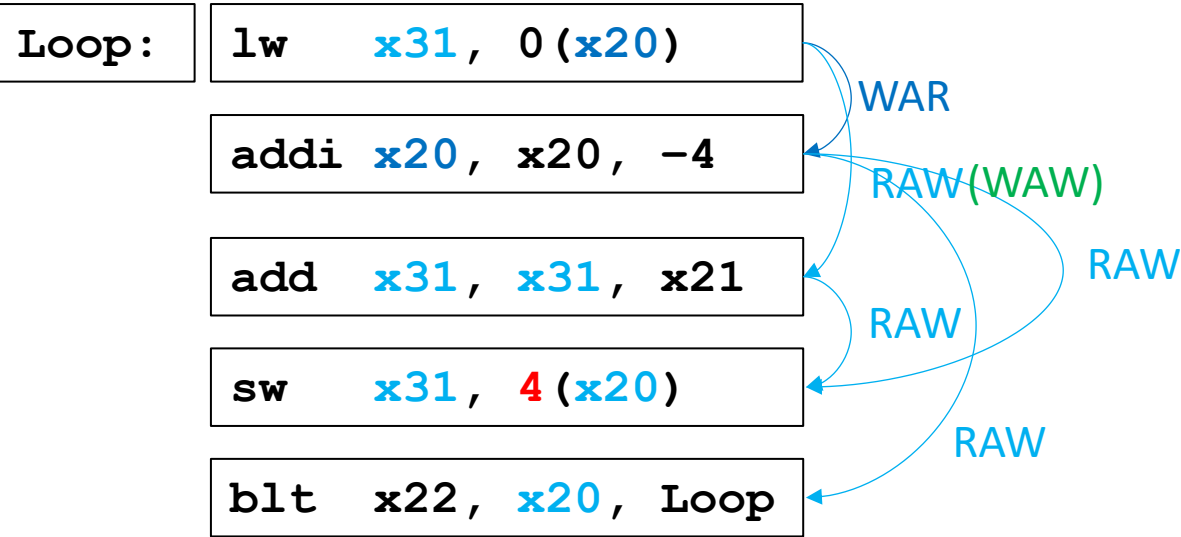 Loop: lw x31, 0(x20)
WAR
addi x20, x20, –4
RAW(WAW)
add x31, x31, x21
RAW
RAW
sw x31, 4(x20)
RAW
blt x22, x20, Loop